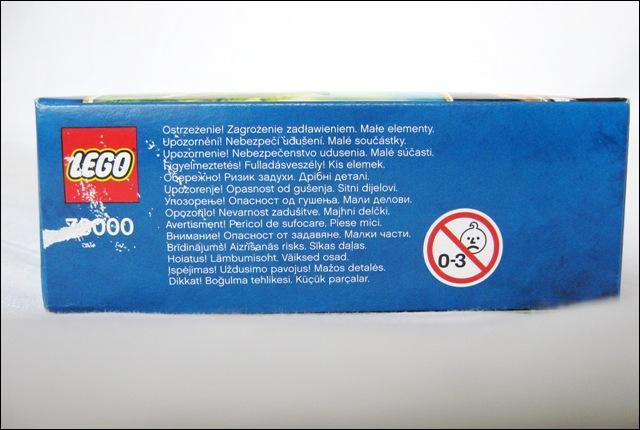 LEGO
Ostrzeżenie! Zagrożenie zadławieniem. Małe elementy.
Upozornění! Nebezpečí udušení. Malé součástky.
Upozornenie! Nebezpečenstvo udusenia. Malé súčasti.
Figyelmeztetés! Fulladásveszély! Kis elemek.
Обережно! Ризик задухи. Дрібні деталі.
Upozorenje! Opasnost od gušenja. Sitni dijelovi.
Упозорење! Опасност од гушења. Мали делови.
Opozorilo! Nevarnost zadušitve. Majhni delčki.
Avertisment! Pericol de sufocare. Piese mici.
Внимание! Опасност от задавяне. Малки части.
Brīdinājums! Aizrīšanās risks. Sīkas daļas.
Hoiatus! Lämbumisoht. Väiksed osad.
Įspėjimas! Uždusimo pavojus! Mažos detalės.
Dikkat! Boğulma tehlikesi. Küçük parçalar.
0-3